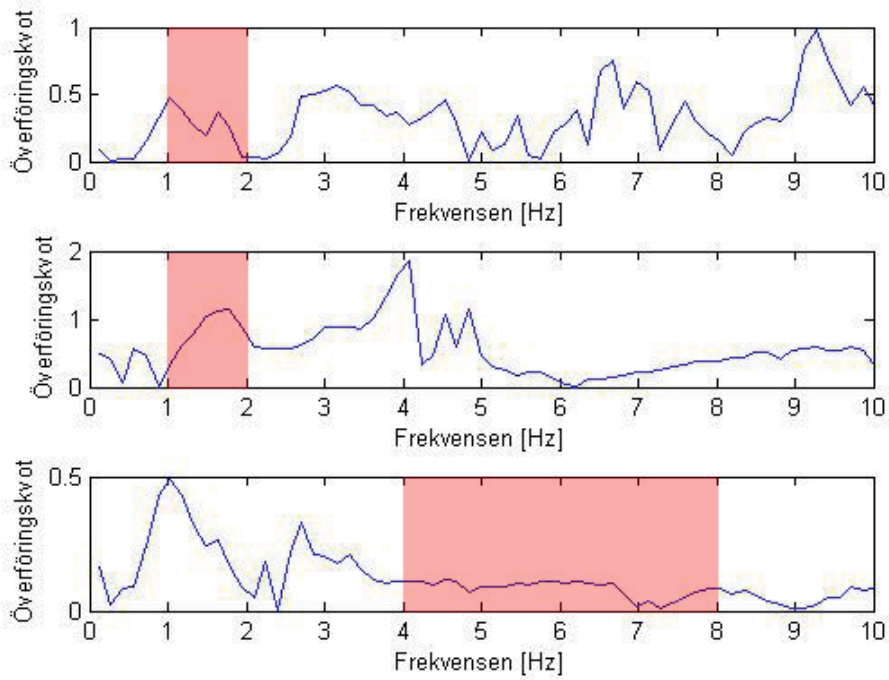 Överföringskvot
1
0.5
0
0 1 2 3 4 5 6 7 8 9 10
Frekvensen [Hz]
Överföringskvot
2
1
0
0 1 2 3 4 5 6 7 8 9 10
Frekvensen [Hz]
Överföringskvot
0.5
0
0 1 2 3 4 5 6 7 8 9 10
Frekvensen [Hz]